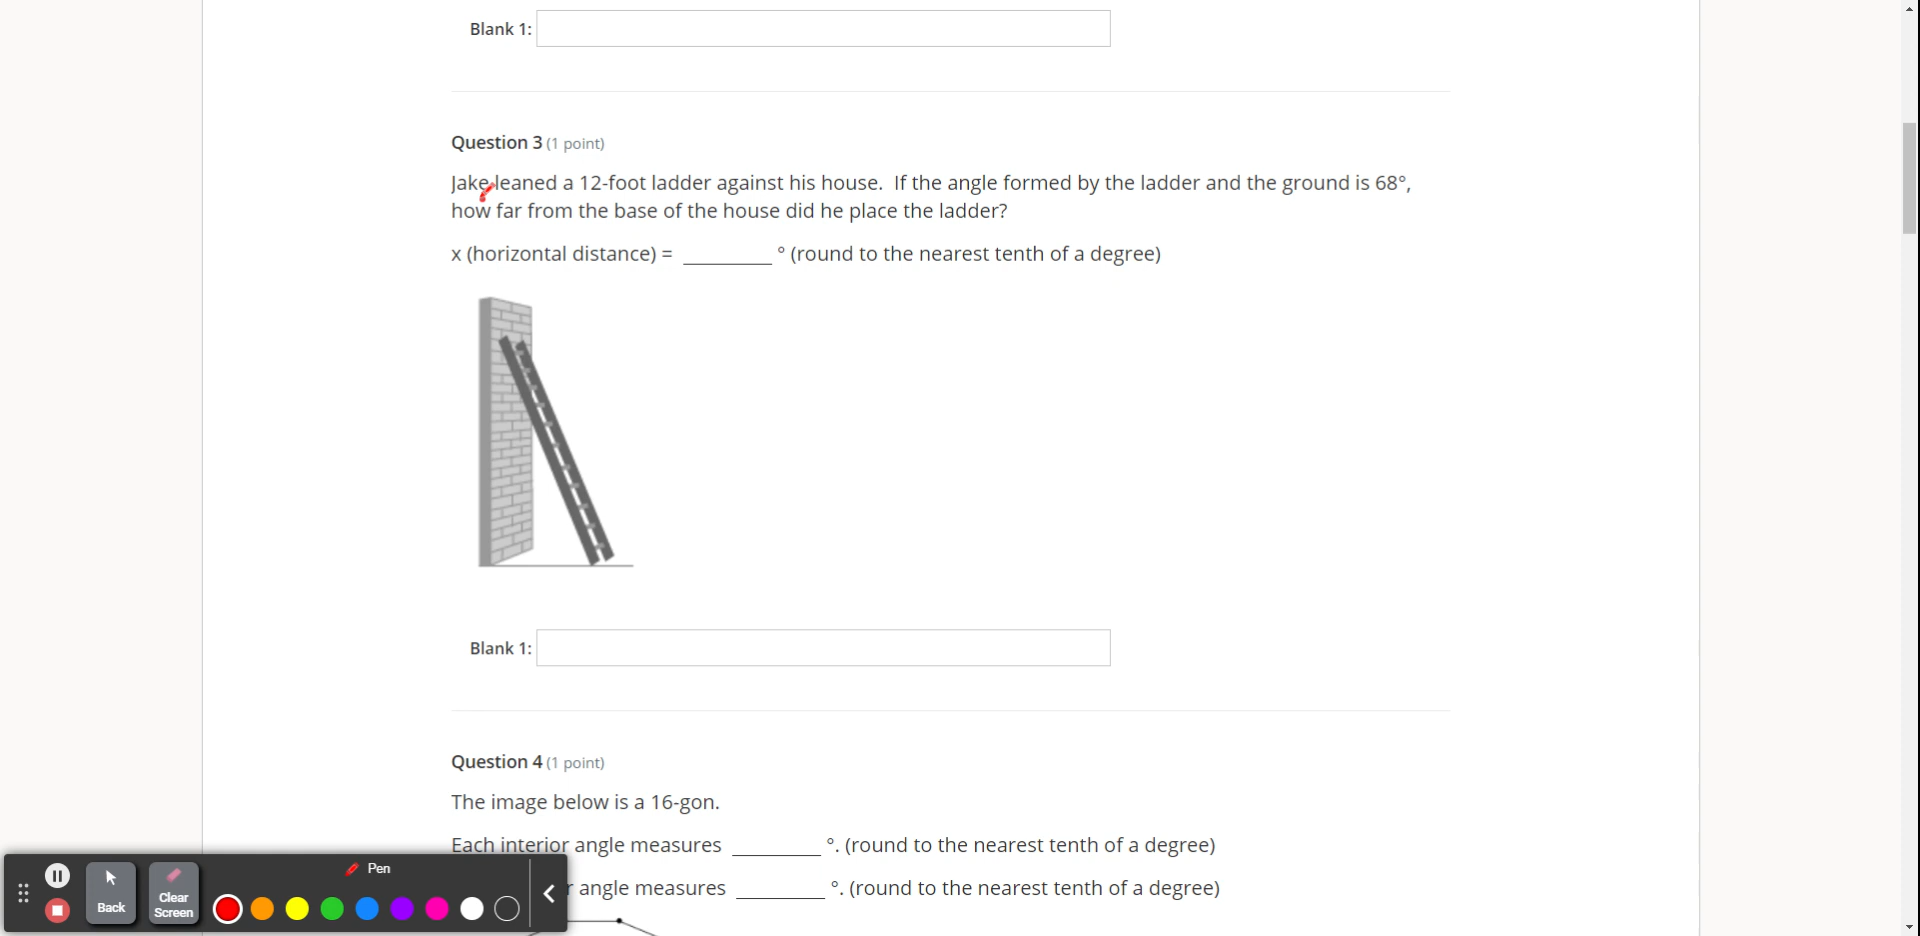 Blank 1:
Question 3 (1 point)
Jake leaned a 12-foot ladder against his house.  If the angle formed by the ladder and the ground is 68°,
how far from the base of the house did he place the ladder?
x (horizontal distance) = _________ ° (round to the nearest tenth of a degree)
Blank 1:
Question 4 (1 point)
The image below is a 16-gon.
Each interior angle measures _________ °. (round to the nearest tenth of a degree)
r angle measures _________ °. (round to the nearest tenth of a degree)
Pen
Back
Clear
Screen